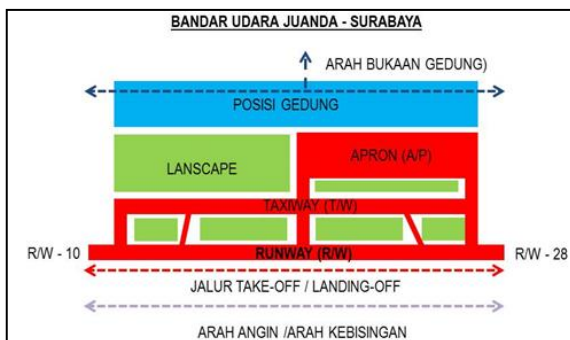 BANDAR UDARA JUANDA - SURABAYA
ARAH BUKAAN GEDUNG)
POSISI GEDUNG
LANSCAPE
APRON (A/P)
TAXIWAY (T/W)
R/W - 10
RUNWAY (R/W)
R/W - 28
JALUR TAKE-OFF / LANDING-OFF
ARAH ANGIN /ARAH KEBISINGAN